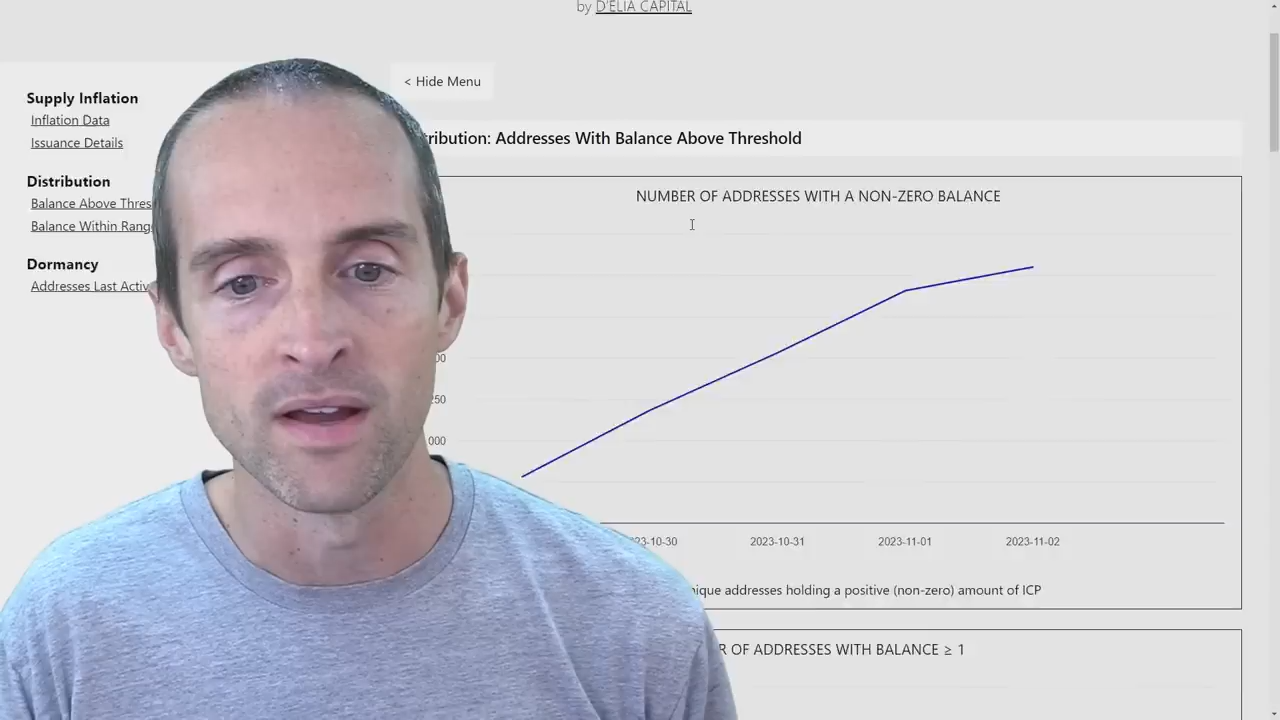 by D'ELIA CAPITAL
< Hide Menu
Supply Inflation
Inflation Data
Issuance Details
Distribution
Balance Above Thres
Balance Within Rang
Dormancy
Addresses Last Activ
tribution: Addresses With Balance Above Threshold
NUMBER OF ADDRESSES WITH A NON-ZERO BALANCE
00
250
000
23-10-30 2023-10-31 2023-11-01 2023-11-02
nique addresses holding a positive (non-zero) amount of ICP
R OF ADDRESSES WITH BALANCE ≥ 1